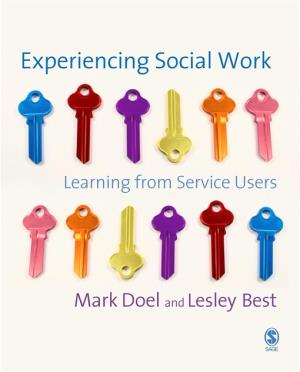 Experiencing Social Work
Learning from Service Users
Mark Doel and Lesley Best
SAGE